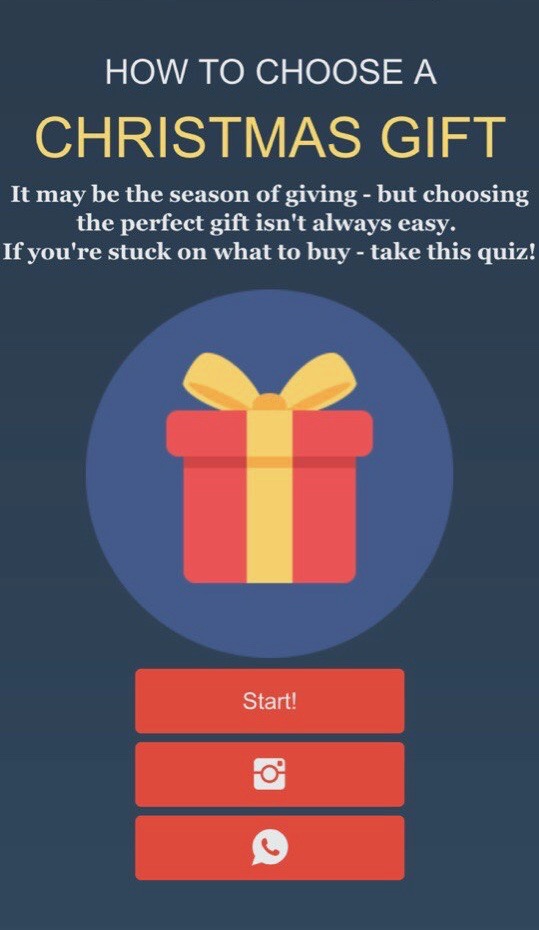 HOW TO CHOOSE A
CHRISTMAS GIFT
It may be the season of giving - but choosing
the perfect gift isn't always easy.
If you're stuck on what to buy - take this quiz!
Start!